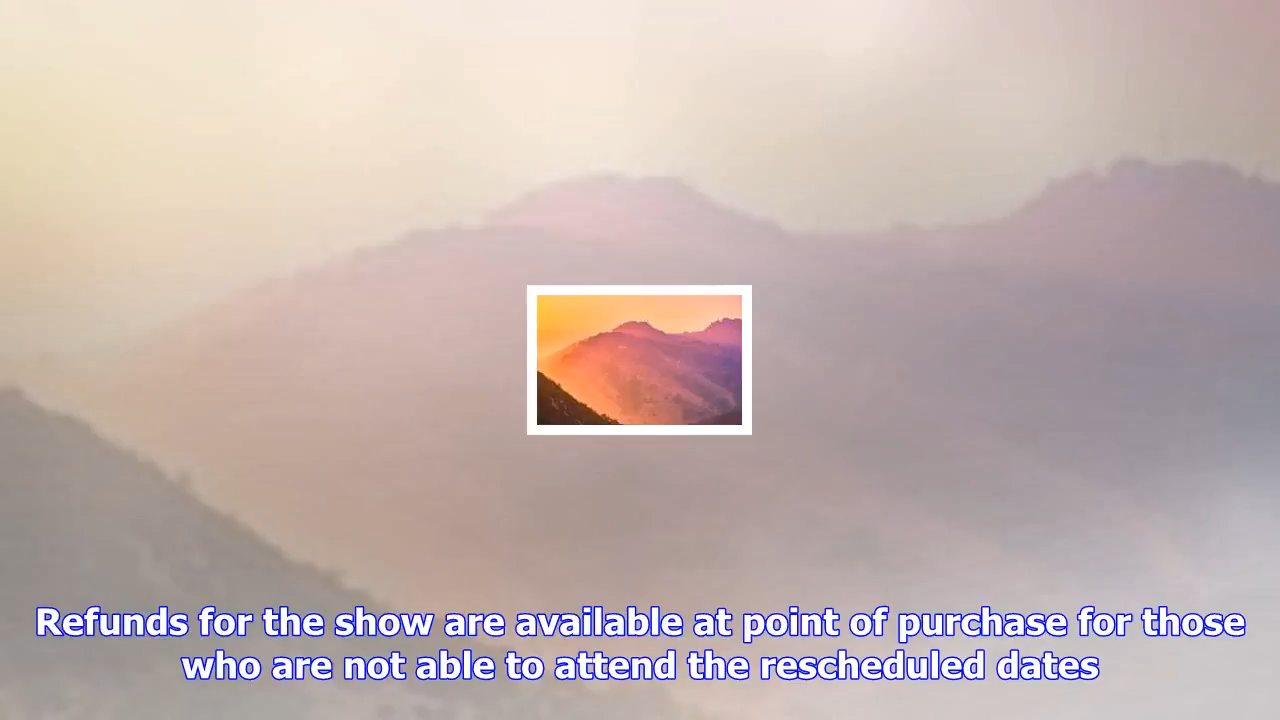 Refunds for the show are available at point of purchase for those
who are not able to attend the rescheduled dates